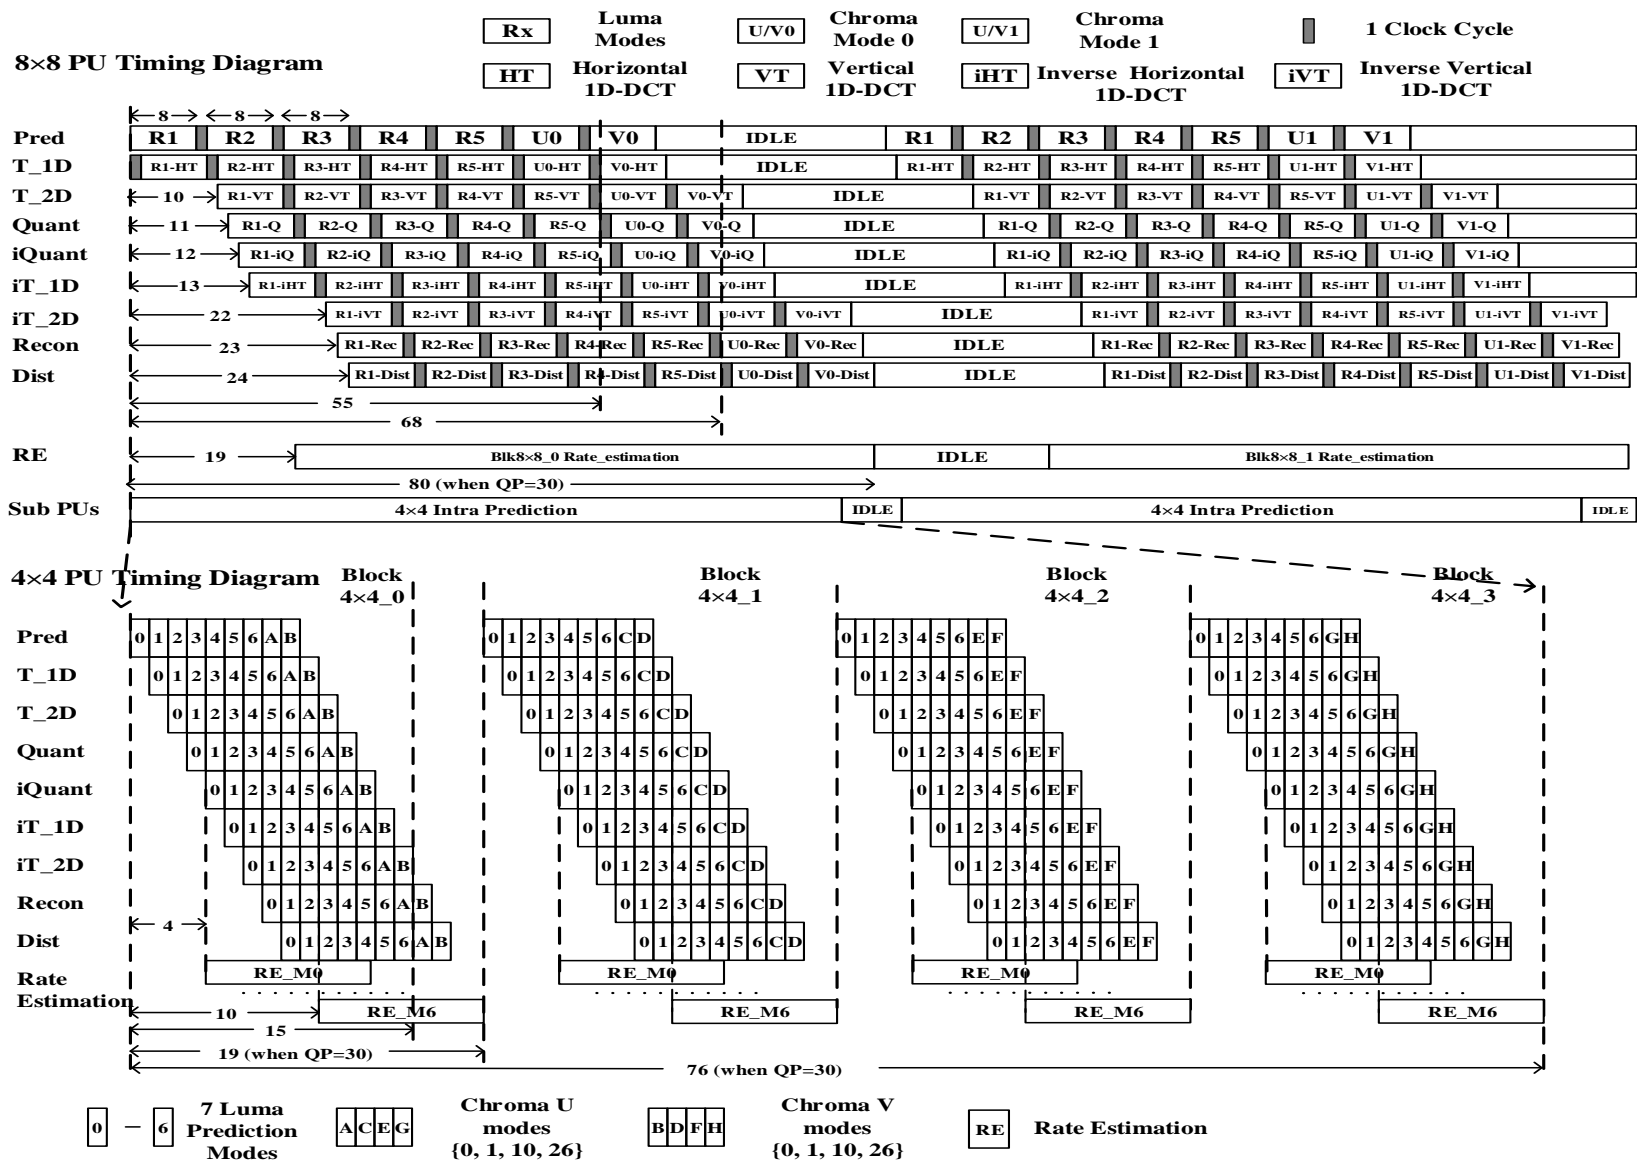 Rx Luma Modes U/V0 Chroma Mode 0 U/V1 Chroma Mode 1 1 Clock Cycle
8×8 PU Timing Diagram
HT Horizontal 1D-DCT VT Vertical 1D-DCT iHT Inverse Horizontal 1D-DCT iVT Inverse Vertical 1D-DCT
8 8 8
Pred R1 R2 R3 R4 R5 U0 V0 IDLE R1 R2 R3 R4 R5 U1 V1
T_1D R1-HT R2-HT R3-HT R4-HT R5-HT U0-HT V0-HT IDLE R1-HT R2-HT R3-HT R4-HT R5-HT U1-HT V1-HT
T_2D 10 R1-VT R2-VT R3-VT R4-VT R5-VT U0-VT V0-VT IDLE R1-VT R2-VT R3-VT R4-VT R5-VT U1-VT V1-VT
Quant 11 R1-Q R2-Q R3-Q R4-Q R5-Q U0-Q V0-Q IDLE R1-Q R2-Q R3-Q R4-Q R5-Q U1-Q V1-Q
iQuant 12 R1-iQ R2-iQ R3-iQ R4-iQ R5-iQ U0-iQ V0-iQ IDLE R1-iQ R2-iQ R3-iQ R4-iQ R5-iQ U1-iQ V1-iQ
iT_1D 13 R1-iHT R2-iHT R3-iHT R4-iHT R5-iHT U0-iHT V0-iHT IDLE R1-iHT R2-iHT R3-iHT R4-iHT R5-iHT U1-iHT V1-iHT
iT_2D 22 R1-iVT R2-iVT R3-iVT R4-iVT R5-iVT U0-iVT V0-iVT IDLE R1-iVT R2-iVT R3-iVT R4-iVT R5-iVT U1-iVT V1-iVT
Recon 23 R1-Rec R2-Rec R3-Rec R4-Rec R5-Rec U0-Rec V0-Rec IDLE R1-Rec R2-Rec R3-Rec R4-Rec R5-Rec U1-Rec V1-Rec
Dist 24 R1-Dist R2-Dist R3-Dist R4-Dist R5-Dist U0-Dist V0-Dist IDLE R1-Dist R2-Dist R3-Dist R4-Dist R5-Dist U1-Dist V1-Dist
55
68
RE 19 Blk8×8_0 Rate_estimation IDLE Blk8×8_1 Rate_estimation
80 (when QP=30)
Sub PUs 4×4 Intra Prediction IDLE 4×4 Intra Prediction IDLE
4×4 PU Timing Diagram Block 4×4_0 Block 4×4_1 Block 4×4_2 Block 4×4_3
Pred 0 1 2 3 4 5 6 A B 0 1 2 3 4 5 6 C D 0 1 2 3 4 5 6 E F 0 1 2 3 4 5 6 G H
T_1D 0 1 2 3 4 5 6 A B 0 1 2 3 4 5 6 C D 0 1 2 3 4 5 6 E F 0 1 2 3 4 5 6 G H
T_2D 0 1 2 3 4 5 6 A B 0 1 2 3 4 5 6 C D 0 1 2 3 4 5 6 E F 0 1 2 3 4 5 6 G H
Quant 0 1 2 3 4 5 6 A B 0 1 2 3 4 5 6 C D 0 1 2 3 4 5 6 E F 0 1 2 3 4 5 6 G H
iQuant 0 1 2 3 4 5 6 A B 0 1 2 3 4 5 6 C D 0 1 2 3 4 5 6 E F 0 1 2 3 4 5 6 G H
iT_1D 0 1 2 3 4 5 6 A B 0 1 2 3 4 5 6 C D 0 1 2 3 4 5 6 E F 0 1 2 3 4 5 6 G H
iT_2D 0 1 2 3 4 5 6 A B 0 1 2 3 4 5 6 C D 0 1 2 3 4 5 6 E F 0 1 2 3 4 5 6 G H
Recon 0 1 2 3 4 5 6 A B 0 1 2 3 4 5 6 C D 0 1 2 3 4 5 6 E F 0 1 2 3 4 5 6 G H
Dist 4 0 1 2 3 4 5 6 A B 0 1 2 3 4 5 6 C D 0 1 2 3 4 5 6 E F 0 1 2 3 4 5 6 G H
Rate RE_M0 RE_M0 RE_M0 RE_M0
Estimation
10 RE_M6 RE_M6 RE_M6 RE_M6
15
19 (when QP=30)
76 (when QP=30)
0 – 6 7 Luma Prediction Modes A C E G Chroma U modes {0, 1, 10, 26} B D F H Chroma V modes {0, 1, 10, 26} RE Rate Estimation